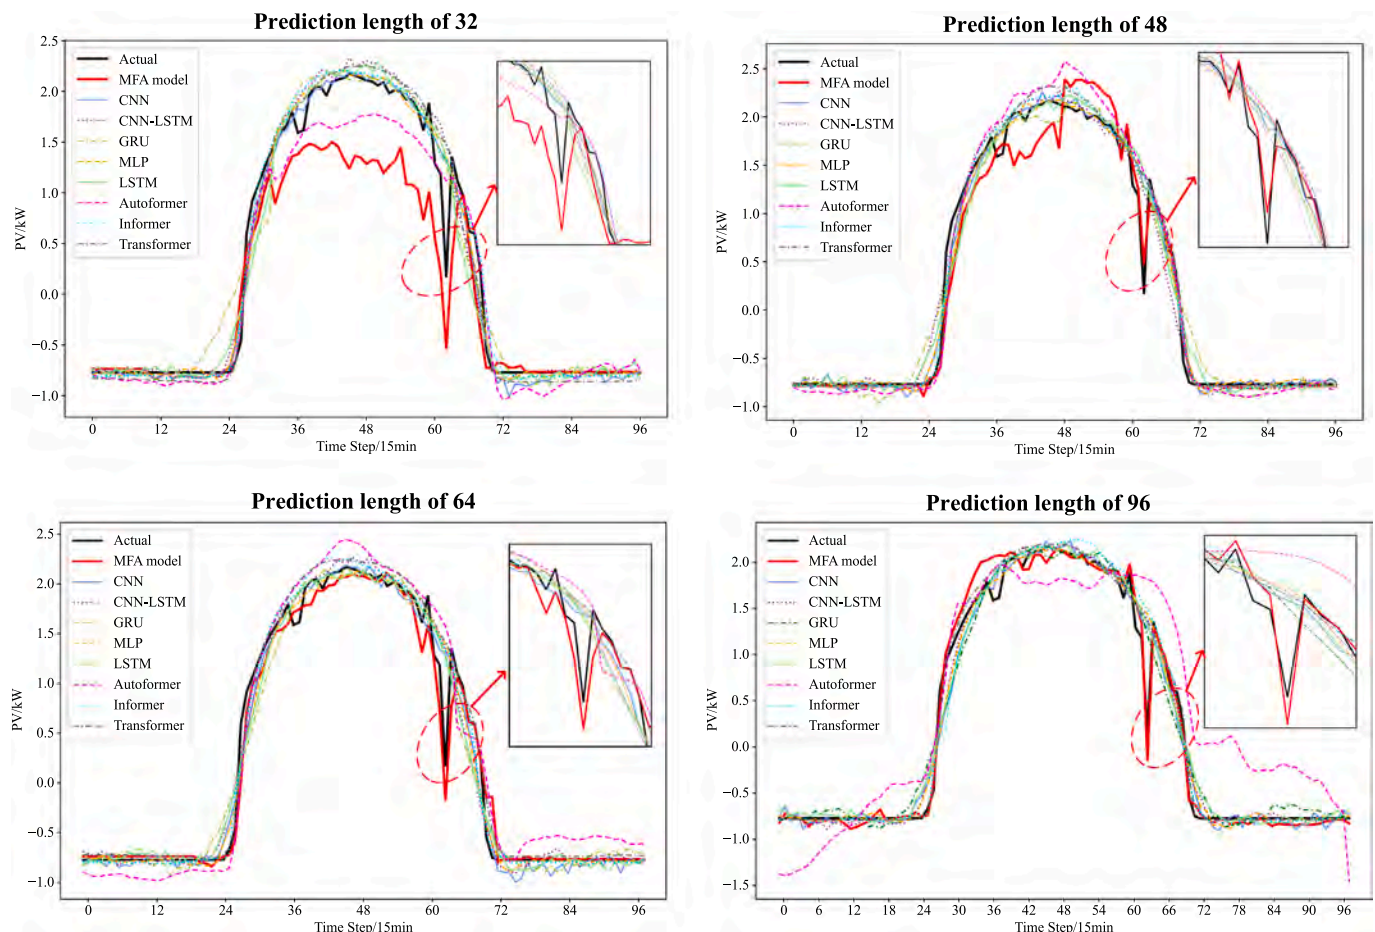 Prediction length of 32
2.5
2.0
1.5
1.0
0.5
0.0
−0.5
−1.0
PV/kW
Actual
MFA model
CNN
CNN-LSTM
GRU
MLP
LSTM
Autoformer
Informer
Transformer
0 12 24 36 48 60 72 84 96
Time Step/15min
Prediction length of 48
2.5
2.0
1.5
1.0
0.5
0.0
−0.5
−1.0
PV/kW
Actual
MFA model
CNN
CNN-LSTM
GRU
MLP
LSTM
Autoformer
Informer
Transformer
0 12 24 36 48 60 72 84 96
Time Step/15min
Prediction length of 64
2.5
2.0
1.5
1.0
0.5
0.0
−0.5
−1.0
PV/kW
Actual
MFA model
CNN
CNN-LSTM
GRU
MLP
LSTM
Autoformer
Informer
Transformer
0 12 24 36 48 60 72 84 96
Time Step/15min
Prediction length of 96
2.0
1.5
1.0
0.5
0.0
−0.5
−1.0
−1.5
PV/kW
Actual
MFA model
CNN
CNN-LSTM
GRU
MLP
LSTM
Autoformer
Informer
Transformer
0 6 12 18 24 30 36 42 48 54 60 66 72 78 84 90 96
Time Step/15min